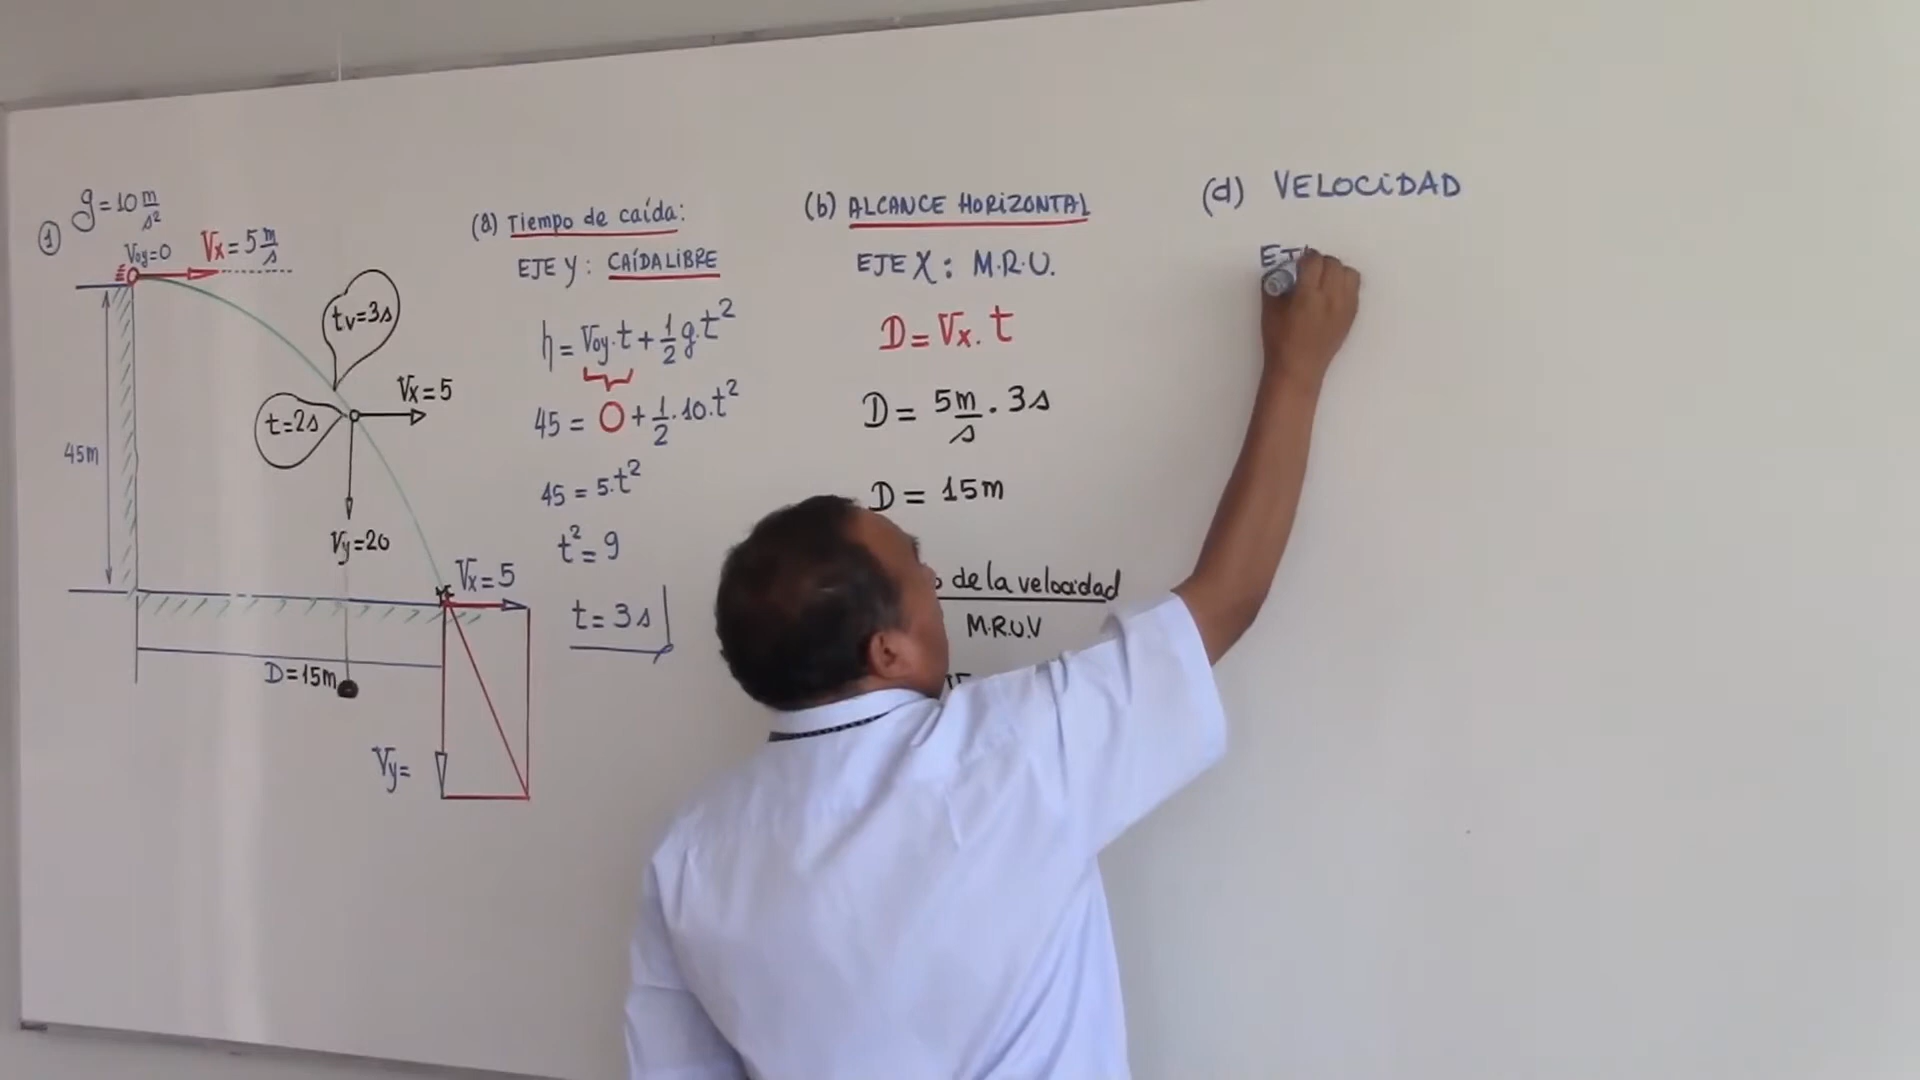 ①
g=10 m/s²
Voy=0
Vx=5 m/s
tv=3s
t=2s
Vx=5
45m
Vy=20
Vx=5
D=15m
Vy=
(a) Tiempo de caída:
EJE Y: CAÍDA LIBRE
h=Voy.t+1/2 g.t²
45 = 0 + 1/2.10.t²
45 = 5.t²
t²=9
t=3s
(b) ALCANCE HORIZONTAL
EJE X: M.R.U.
D=Vx.t
D= 5m/s . 3s
D = 15m
de la velocidad
M.R.U.V
(d) VELOCIDAD